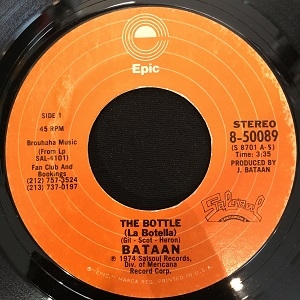 Epic
SIDE 1
45 RPM
Brouhaha Music
(From Lp
SAL-4101)
Fan Club And
Bookings
(212) 757-3524
(213) 737-0197
STEREO
8-50089
(S 8701 A-S)
Time: 3:35
PRODUCED BY
J. BATAAN
Salsoul
THE BOTTLE
(La Botella)
(Gil - Scot - Heron)
BATAAN
℗ 1974 Salsoul Records,
Div. of Mericana
Record Corp.